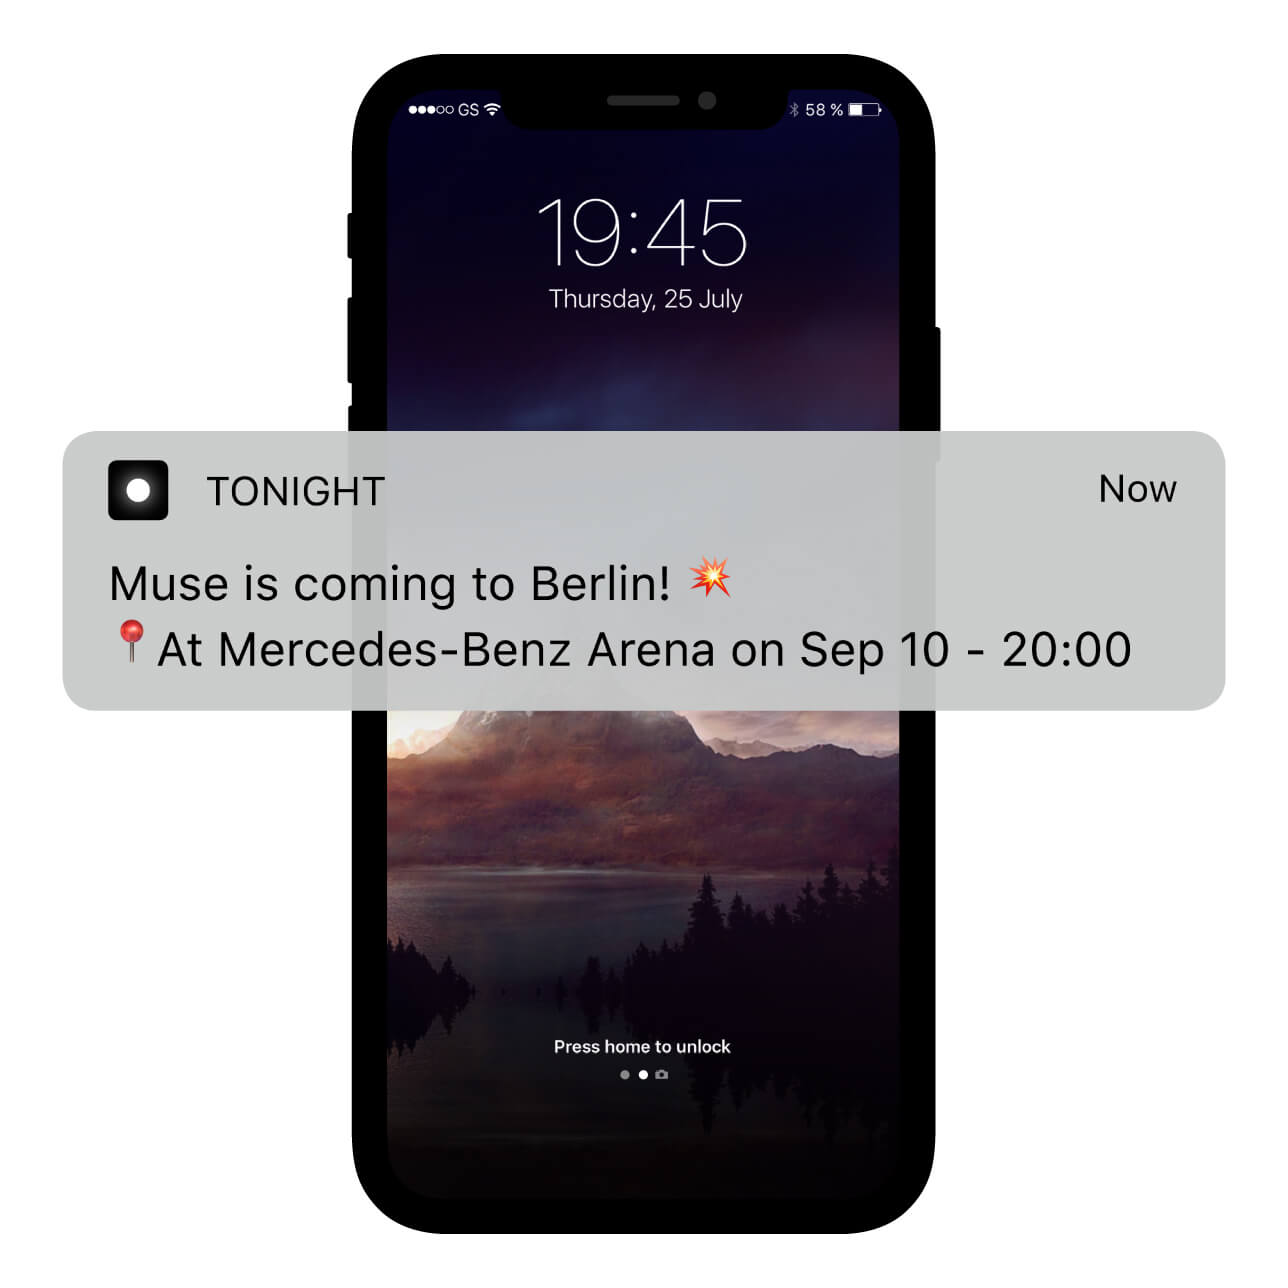 ●●●○○ GS 58 %
19:45
Thursday, 25 July
TONIGHT Now
Muse is coming to Berlin! 💥
📍At Mercedes-Benz Arena on Sep 10 - 20:00
Press home to unlock